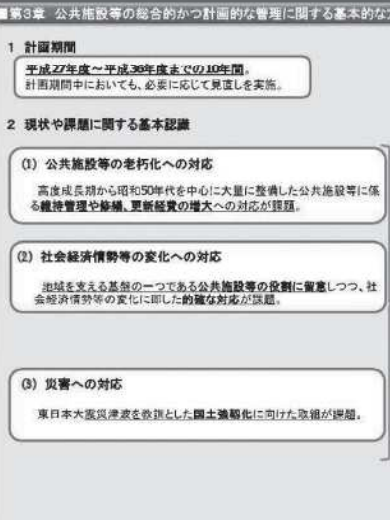 ■第3章 公共施設等の総合的かつ計画的な管理に関する基本的な
1 計画期間
平成27年度~平成36年度までの10年間。
計画期間中においても、必要に応じて見直しを実施。
2 現状や課題に関する基本認識
(1) 公共施設等の老朽化への対応
高度成長期から昭和50年代を中心に大量に整備した公共施設等に係
る維持管理や修繕、更新経費の増大への対応が課題。
(2) 社会経済情勢等の変化への対応
地域を支える基盤の一つである公共施設等の役割に留意しつつ、社
会経済情勢等の変化に即した的確な対応が課題。
(3) 災害への対応
東日本大震災津波を教訓とした国土強靱化に向けた取組が課題。